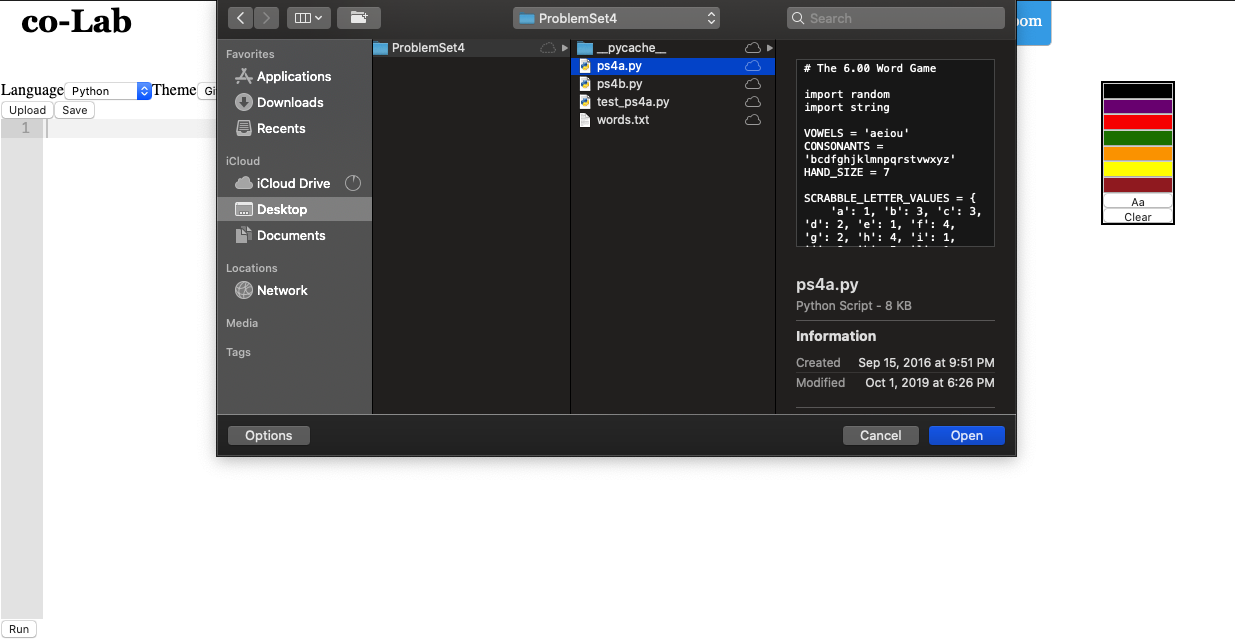 co-Lab
Language Python Theme
Upload Save
1
Run
ProblemSet4
Search
Favorites
Applications
Downloads
Recents
iCloud
iCloud Drive
Desktop
Documents
Locations
Network
Media
Tags
ProblemSet4
__pycache__
ps4a.py
ps4b.py
test_ps4a.py
words.txt
# The 6.00 Word Game
import random
import string
VOWELS = 'aeiou'
CONSONANTS =
'bcdfghjklmnpqrstvwxyz'
HAND_SIZE = 7
SCRABBLE_LETTER_VALUES = {
'a': 1, 'b': 3, 'c': 3,
'd': 2, 'e': 1, 'f': 4,
'g': 2, 'h': 4, 'i': 1,
ps4a.py
Python Script - 8 KB
Information
Created Sep 15, 2016 at 9:51 PM
Modified Oct 1, 2019 at 6:26 PM
Options
Cancel Open
Aa
Clear